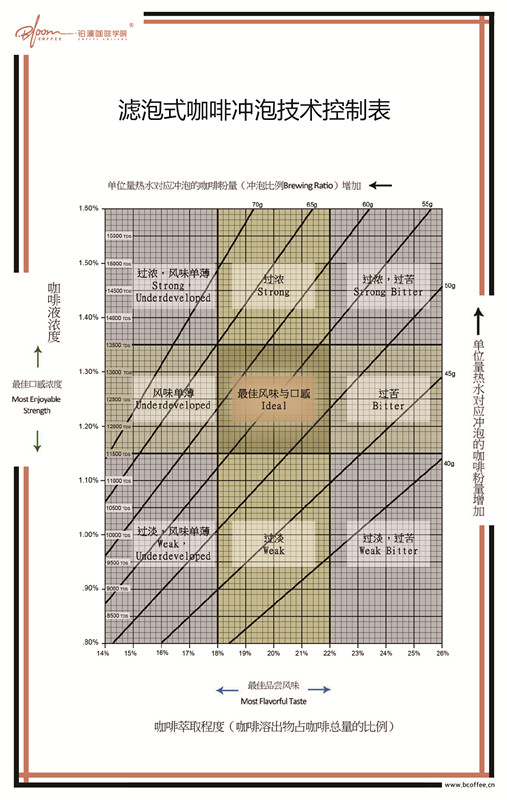 Bloom
COFFEE
铂澜咖啡学院
COFFEE COLLEGE
®
滤泡式咖啡冲泡技术控制表
单位量热水对应冲泡的咖啡粉量（冲泡比例Brewing Ratio）增加
1.60%
70g
65g
60g
55g
15500 TDS
15000 TDS
过浓，风味单薄
Strong
Underdeveloped
过浓
Strong
过浓，过苦
Strong Bitter
1.50%
14500 TDS
50g
14000 TDS
1.40%
13500 TDS
13000 TDS
1.30%
风味单薄
Underdeveloped
最佳风味与口感
Ideal
过苦
Bitter
45g
12500 TDS
12000 TDS
1.20%
11500 TDS
40g
11000 TDS
1.10%
10500 TDS
10000 TDS
1.00%
过淡，风味单薄
Weak，
Underdeveloped
过淡
Weak
过淡，过苦
Weak Bitter
9500 TDS
9000 TDS
.90%
8500 TDS
.80%
14%
15%
16%
17%
18%
19%
20%
21%
22%
23%
24%
25%
26%
咖啡液浓度
最佳口感浓度
Most Enjoyable
Strength
单位量热水对应冲泡的咖啡粉量增加
最佳品尝风味
Most Flavorful Taste
咖啡萃取程度（咖啡溶出物占咖啡总量的比例）
www.bcoffee.cn